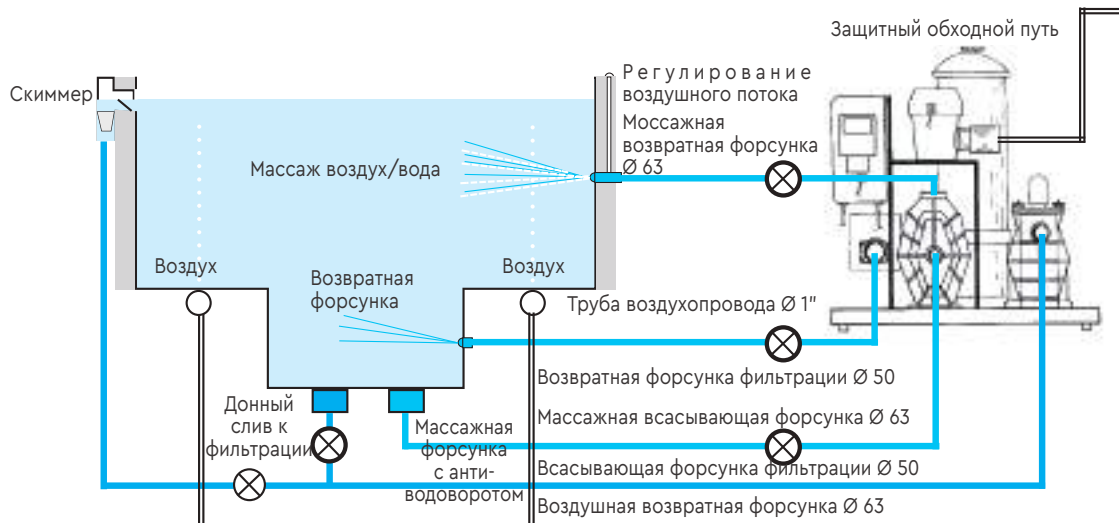 Защитный обходной путь
Скиммер
Регулирование
воздушного потока
Моссажная
возвратная форсунка
Ø 63
Массаж воздух/вода
Воздух
Возвратная
форсунка
Воздух
Труба воздухопровода Ø 1"
Возвратная форсунка фильтрации Ø 50
Донный
слив к
фильтрации
Массажная
форсунка
с анти-
водоворотом
Массажная всасывающая форсунка Ø 63
Всасывающая форсунка фильтрации Ø 50
Воздушная возвратная форсунка Ø 63